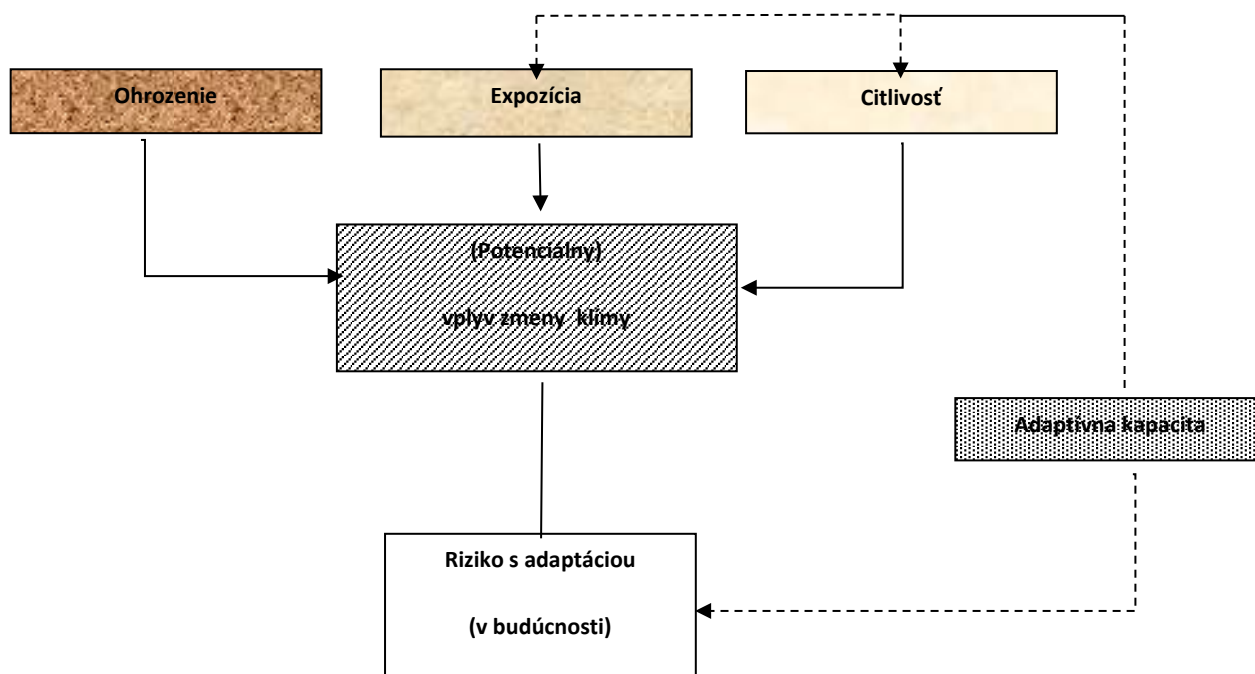 Ohrozenie
Expozícia
Citlivosť
(Potenciálny)
vplyv zmeny klímy
Adaptívna kapacita
Riziko s adaptáciou
(v budúcnosti)